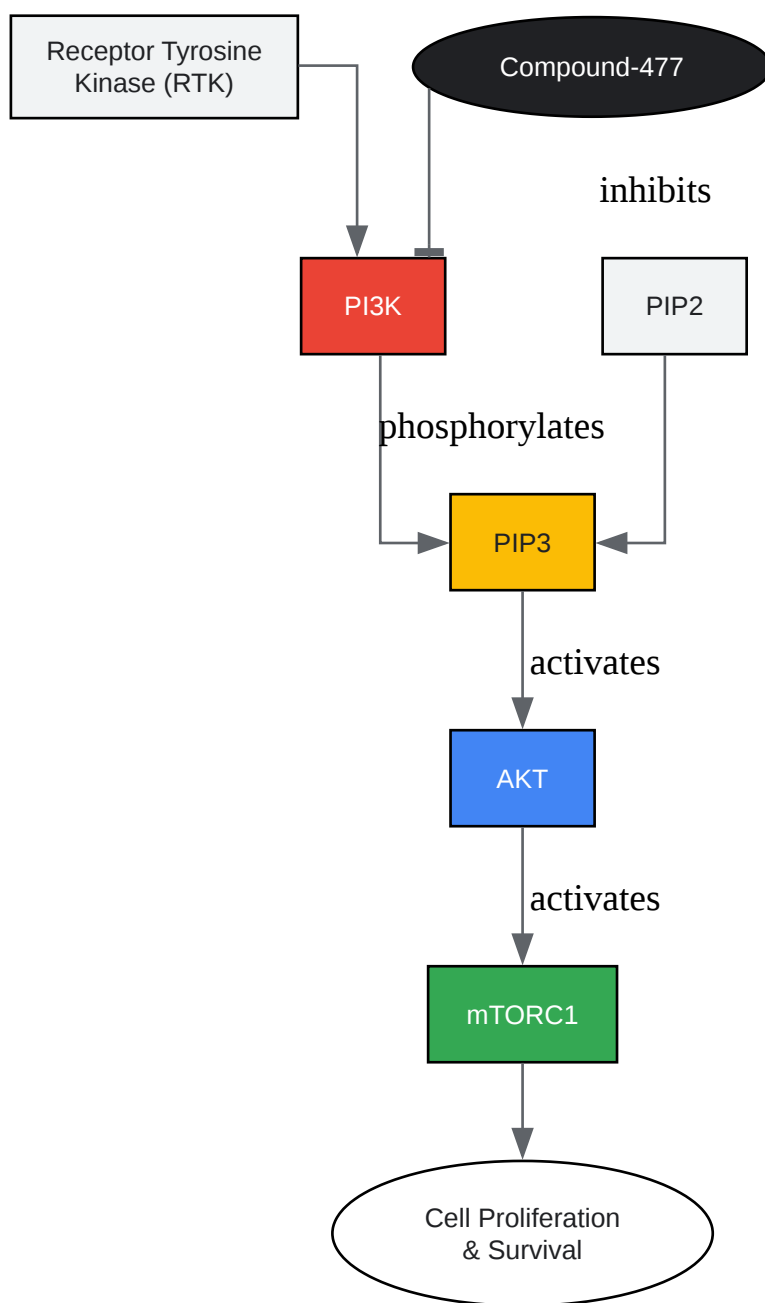 Receptor Tyrosine
Kinase (RTK)
Compound-477
inhibits
PI3K
PIP2
phosphorylates
PIP3
activates
AKT
activates
mTORC1
Cell Proliferation
& Survival